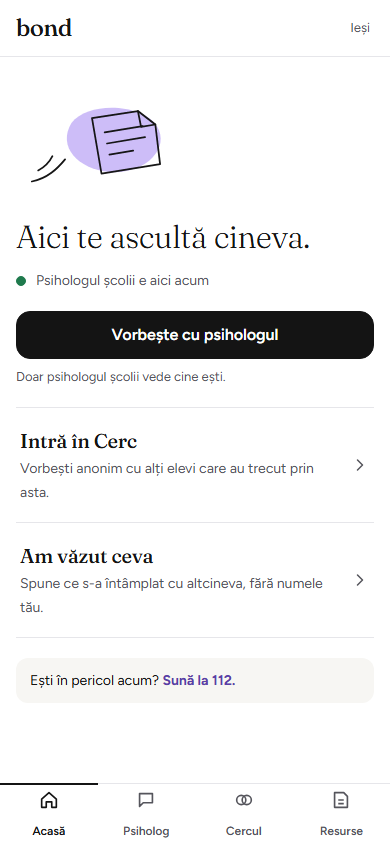 bond
Ieși
Aici te ascultă cineva.
Psihologul școlii e aici acum
Vorbește cu psihologul
Doar psihologul școlii vede cine ești.
Intră în Cerc
Vorbești anonim cu alți elevi care au trecut prin
asta.
Am văzut ceva
Spune ce s-a întâmplat cu altcineva, fără numele
tău.
Ești în pericol acum? Sună la 112.
Acasă
Psiholog
Cercul
Resurse